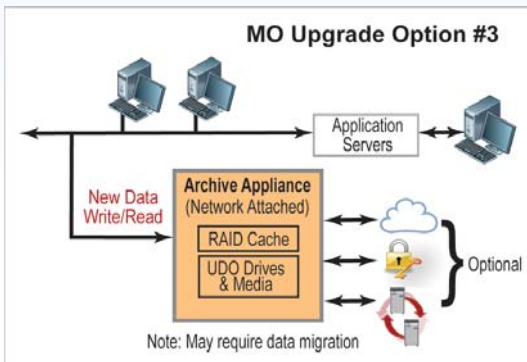 MO Upgrade Option #3
Application
Servers
New Data
Write/Read
Archive Appliance
(Network Attached)
RAID Cache
UDO Drives
& Media
Optional
Note: May require data migration